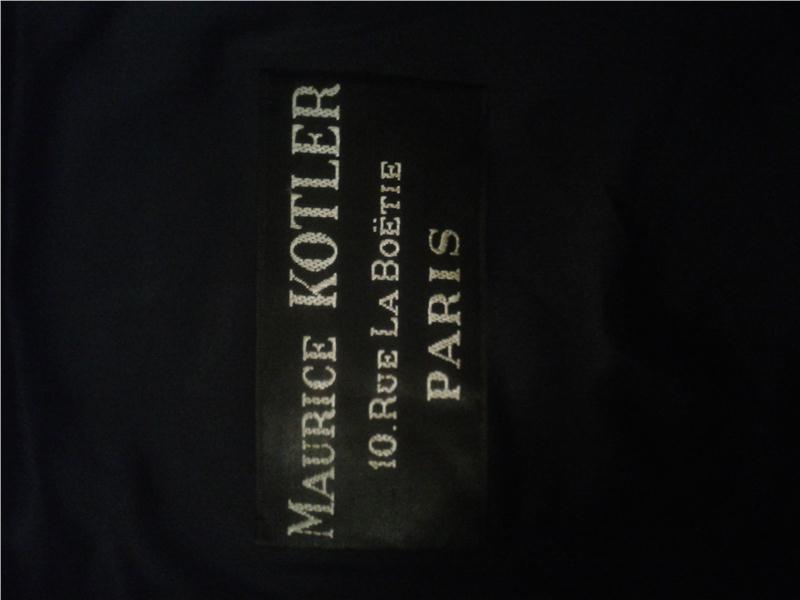 MAURICE KOTLER
10. RUE LA BOËTIE
PARIS